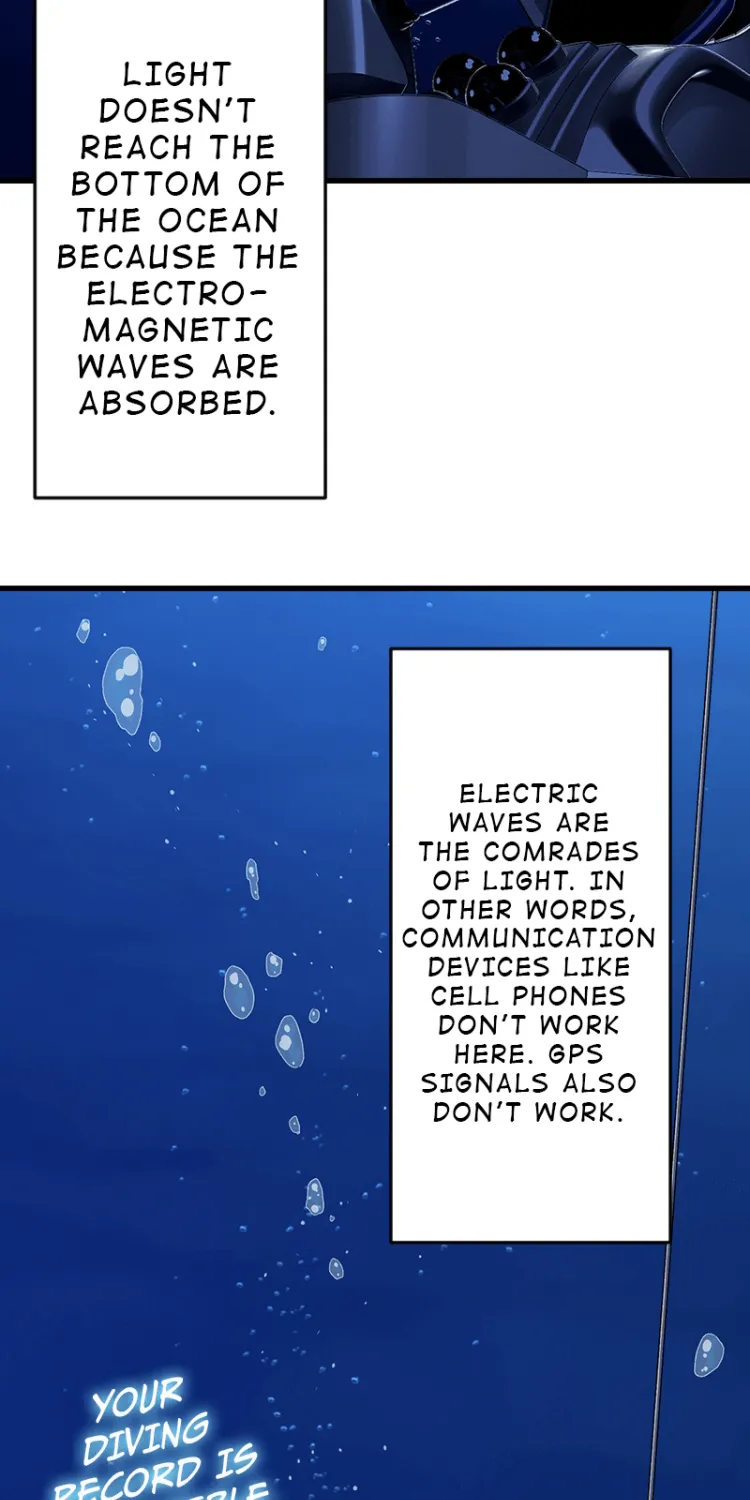 LIGHT
DOESN'T
REACH THE
BOTTOM OF
THE OCEAN
BECAUSE THE
ELECTRO-
MAGNETIC
WAVES ARE
ABSORBED.
ELECTRIC
WAVES ARE
THE COMRADES
OF LIGHT. IN
OTHER WORDS,
COMMUNICATION
DEVICES LIKE
CELL PHONES
DON'T WORK
HERE. GPS
SIGNALS ALSO
DON'T WORK.
YOUR
DIVING
RECORD IS